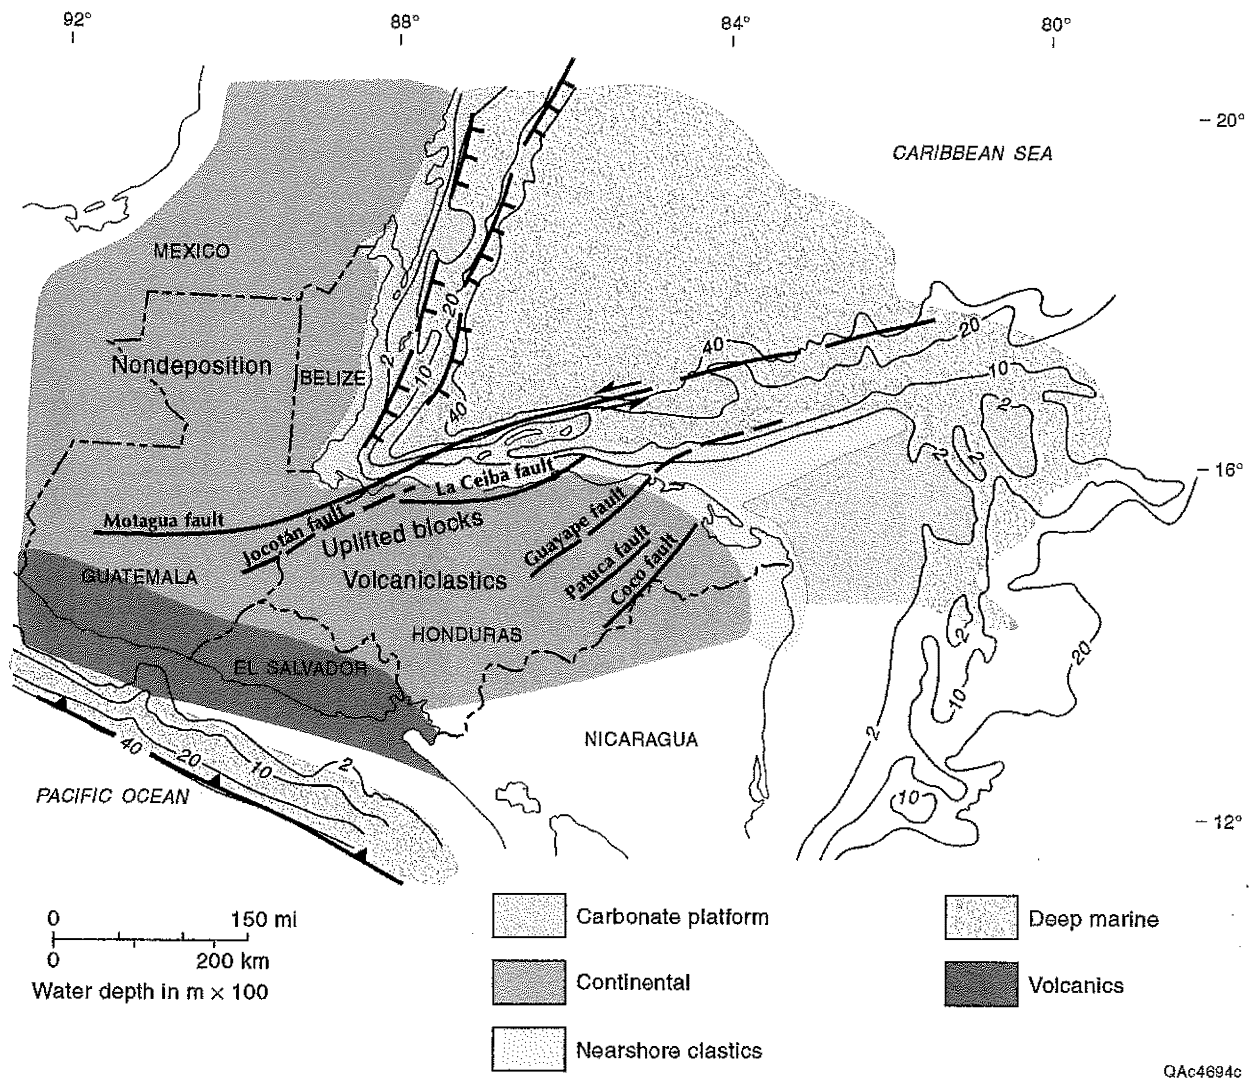 92°
88°
84°
80°
20°
CARIBBEAN SEA
MEXICO
20
20
40
Nondeposition
2
BELIZE
10
10
40
2
2
2
16°
La Ceiba fault
Motagua fault
Jocotán fault
Uplifted blocks
Guayape fault
Patuca fault
Coco fault
GUATEMALA
Volcaniclastics
HONDURAS
2
20
EL SALVADOR
10
2
NICARAGUA
40
20
10
2
PACIFIC OCEAN
10
12°
0 150 mi
0 200 km
Water depth in m × 100
Carbonate platform
Deep marine
Continental
Volcanics
Nearshore clastics
QAc4694c